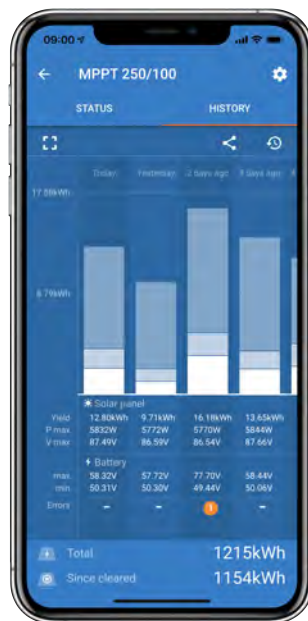 09:00
MPPT 250/100
STATUS HISTORY
Today Yesterday 2 Days ago 3 Days ago
17.58kWh
8.79kWh
Solar panel
Yield 12.80kWh 9.71kWh 16.18kWh 13.65kWh
P max 5832W 5772W 5770W 5844W
V max 87.49V 86.59V 86.54V 87.66V
Battery
max 58.32V 57.72V 77.70V 58.44V
min 50.31V 50.30V 49.44V 50.06V
Errors – – 1 –
Total 1215kWh
Since cleared 1154kWh